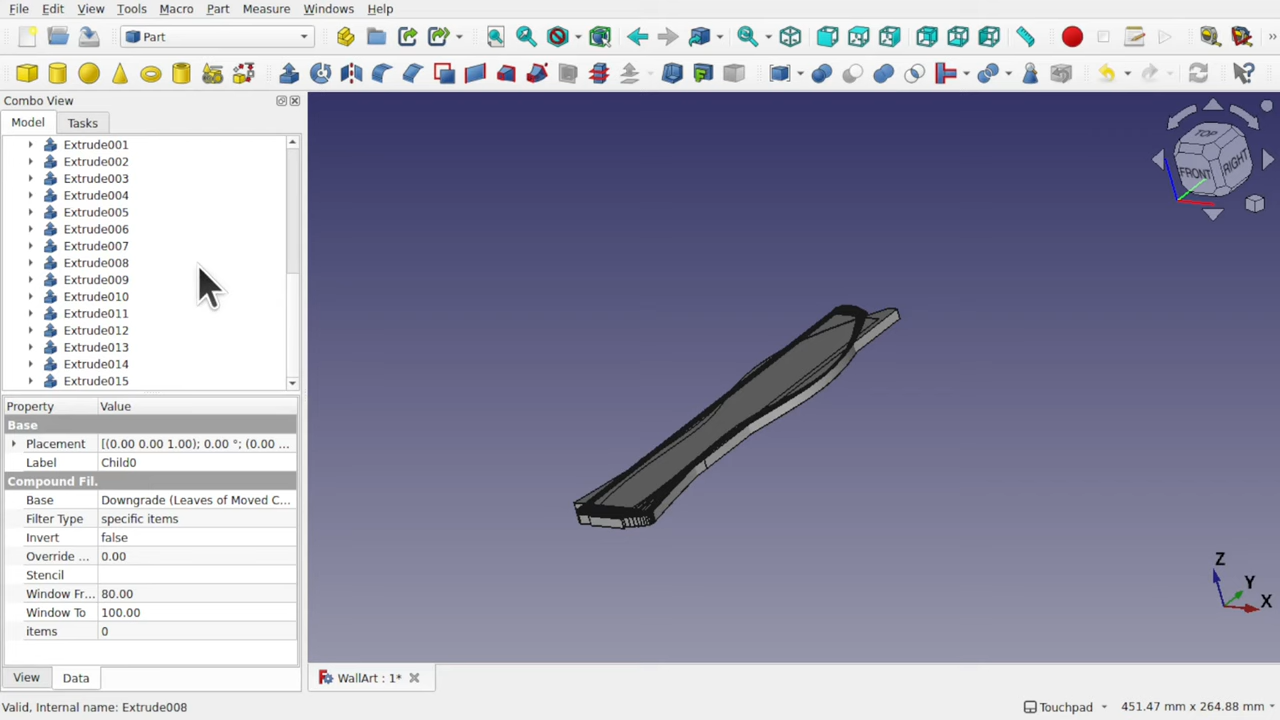 File Edit View Tools Macro Part Measure Windows Help
Part
Combo View
Model Tasks
Extrude001
Extrude002
Extrude003
Extrude004
Extrude005
Extrude006
Extrude007
Extrude008
Extrude009
Extrude010
Extrude011
Extrude012
Extrude013
Extrude014
Extrude015
Property Value
Base
Placement [(0.00 0.00 1.00); 0.00 °; (0.00 ...
Label Child0
Compound Fil.
Base Downgrade (Leaves of Moved C...
Filter Type specific items
Invert false
Override ... 0.00
Stencil
Window Fr... 80.00
Window To 100.00
items 0
View Data
TOP
FRONT RIGHT
Z
Y
X
WallArt : 1*
Valid, Internal name: Extrude008
Touchpad 451.47 mm x 264.88 mm